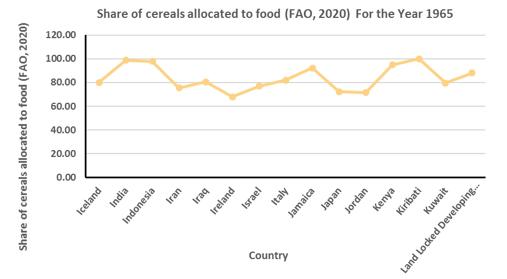 Share of cereals allocated to food (FAO, 2020) For the Year 1965
Share of cereals allocated to food (FAO, 2020)
120.00
100.00
80.00
60.00
40.00
20.00
0.00
Iceland
India
Indonesia
Iran
Iraq
Ireland
Israel
Italy
Jamaica
Japan
Jordan
Kenya
Kiribati
Kuwait
Land Locked Developing...
Country